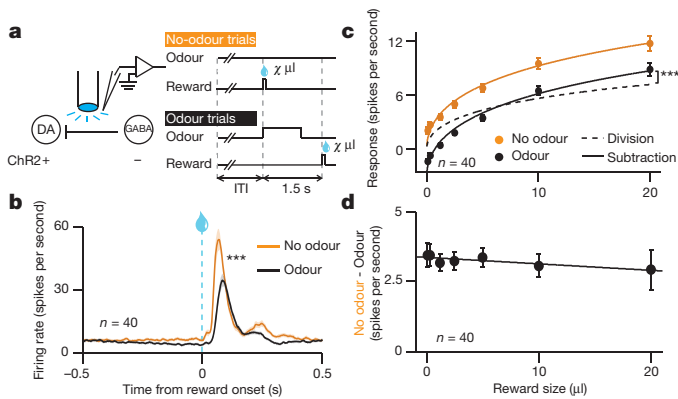 a
No-odour trials
Odour
Reward
χ µl
Odour trials
Odour
Reward
χ µl
ITI
1.5 s
DA
GABA
ChR2+
–
b
Firing rate (spikes per second)
60
30
0
No odour
Odour
***
n = 40
–0.5
0
0.5
Time from reward onset (s)
c
Response (spikes per second)
12
6
0
***
No odour
Odour
Division
Subtraction
n = 40
0
10
20
d
No odour - Odour
(spikes per second)
5
0
n = 40
0
10
20
Reward size (µl)